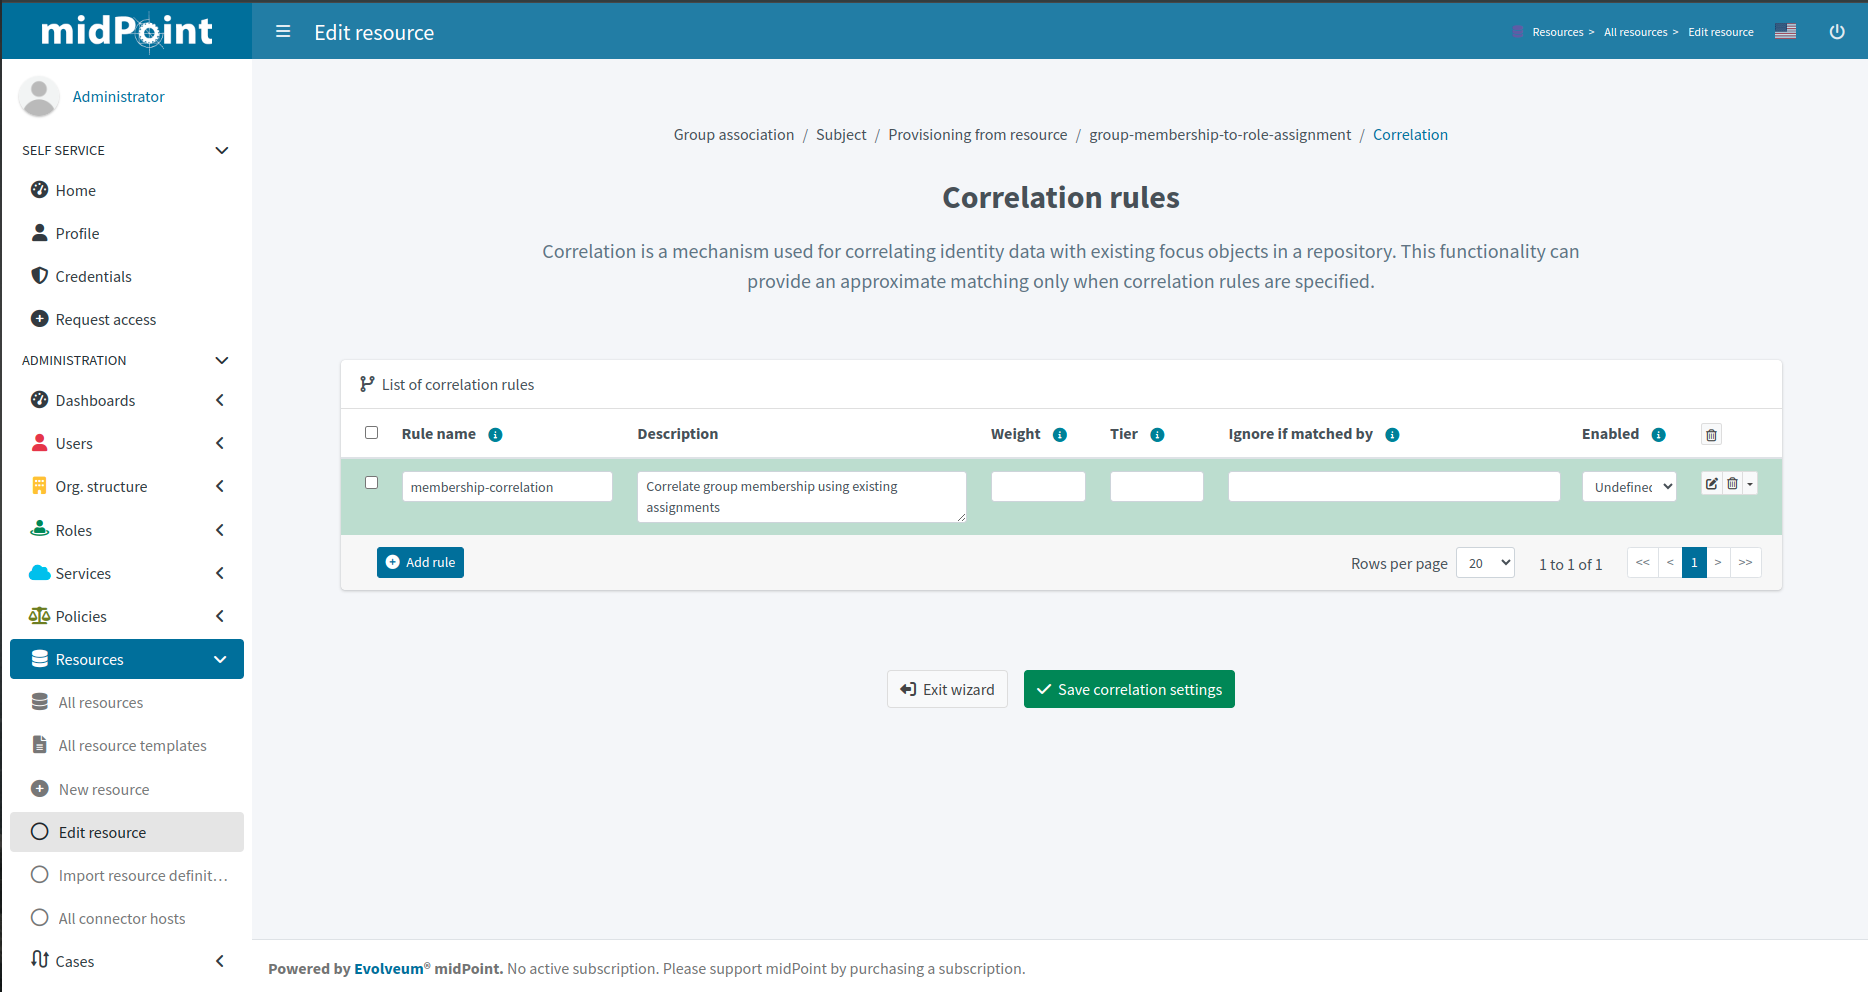 midPoint
Edit resource
Resources > All resources > Edit resource
Administrator
SELF SERVICE
Home
Profile
Credentials
Request access
ADMINISTRATION
Dashboards
Users
Org. structure
Roles
Services
Policies
Resources
All resources
All resource templates
New resource
Edit resource
Import resource definit...
All connector hosts
Cases
Group association / Subject / Provisioning from resource / group-membership-to-role-assignment / Correlation
Correlation rules
Correlation is a mechanism used for correlating identity data with existing focus objects in a repository. This functionality can
provide an approximate matching only when correlation rules are specified.
List of correlation rules
Rule name Description Weight Tier Ignore if matched by Enabled
membership-correlation
Correlate group membership using existing
assignments
Undefined
Add rule
Rows per page 20 1 to 1 of 1 << < 1 > >>
Exit wizard
Save correlation settings
Powered by Evolveum® midPoint. No active subscription. Please support midPoint by purchasing a subscription.